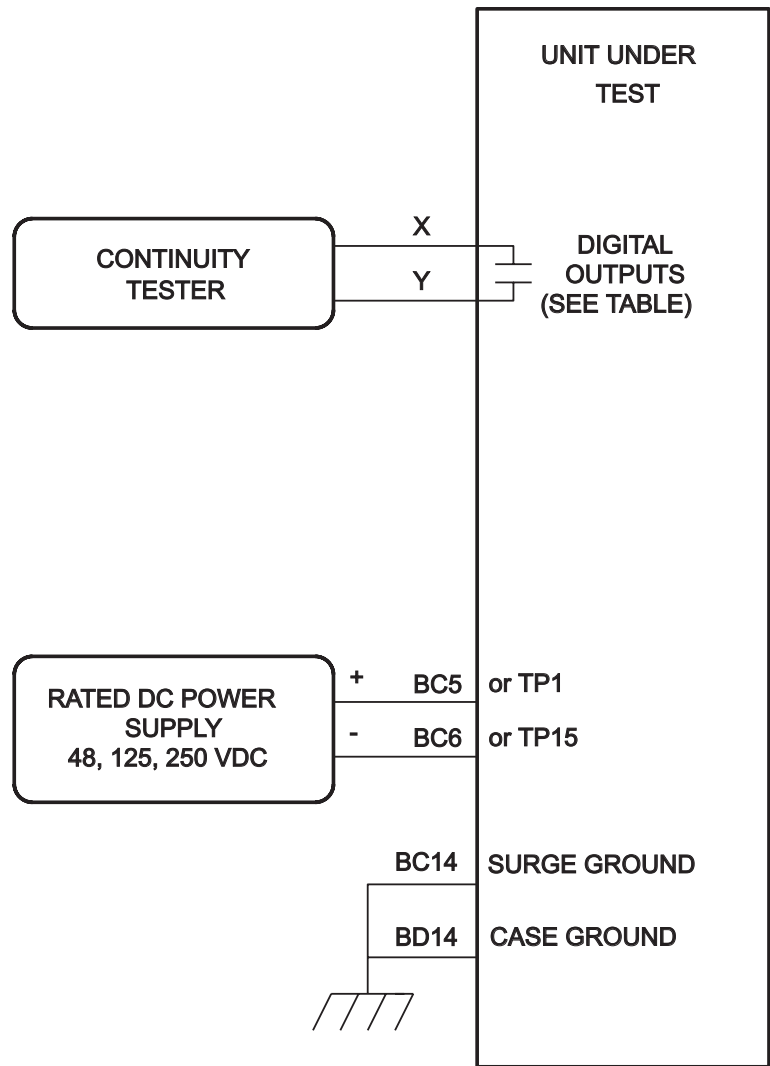 UNIT UNDER
TEST
X
CONTINUITY
TESTER
Y
DIGITAL
OUTPUTS
(SEE TABLE)
RATED DC POWER
SUPPLY
48, 125, 250 VDC
+ BC5 or TP1
- BC6 or TP15
BC14 SURGE GROUND
BD14 CASE GROUND